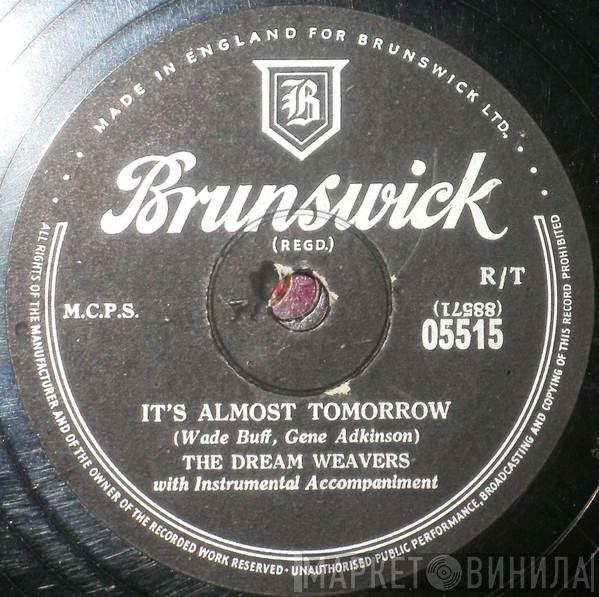 MADE IN ENGLAND FOR BRUNSWICK LTD.
B
Brunswick
(REGD.)
R/T
M.C.P.S.
(88571)
05515
IT'S ALMOST TOMORROW
(Wade Buff, Gene Adkinson)
THE DREAM WEAVERS
with Instrumental Accompaniment
ALL RIGHTS OF THE MANUFACTURER AND OF THE OWNER OF THE RECORDED WORK RESERVED · UNAUTHORISED PUBLIC PERFORMANCE, BROADCASTING AND COPYING OF THIS RECORD PROHIBITED
МАРКЕТ ВИНИЛА